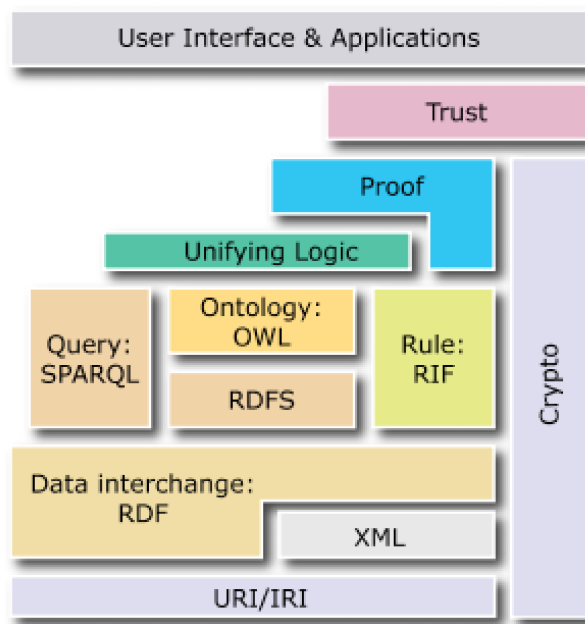 User Interface & Applications
Trust
Proof
Unifying Logic
Query:
SPARQL
Ontology:
OWL
RDFS
Rule:
RIF
Crypto
Data interchange:
RDF
XML
URI/IRI